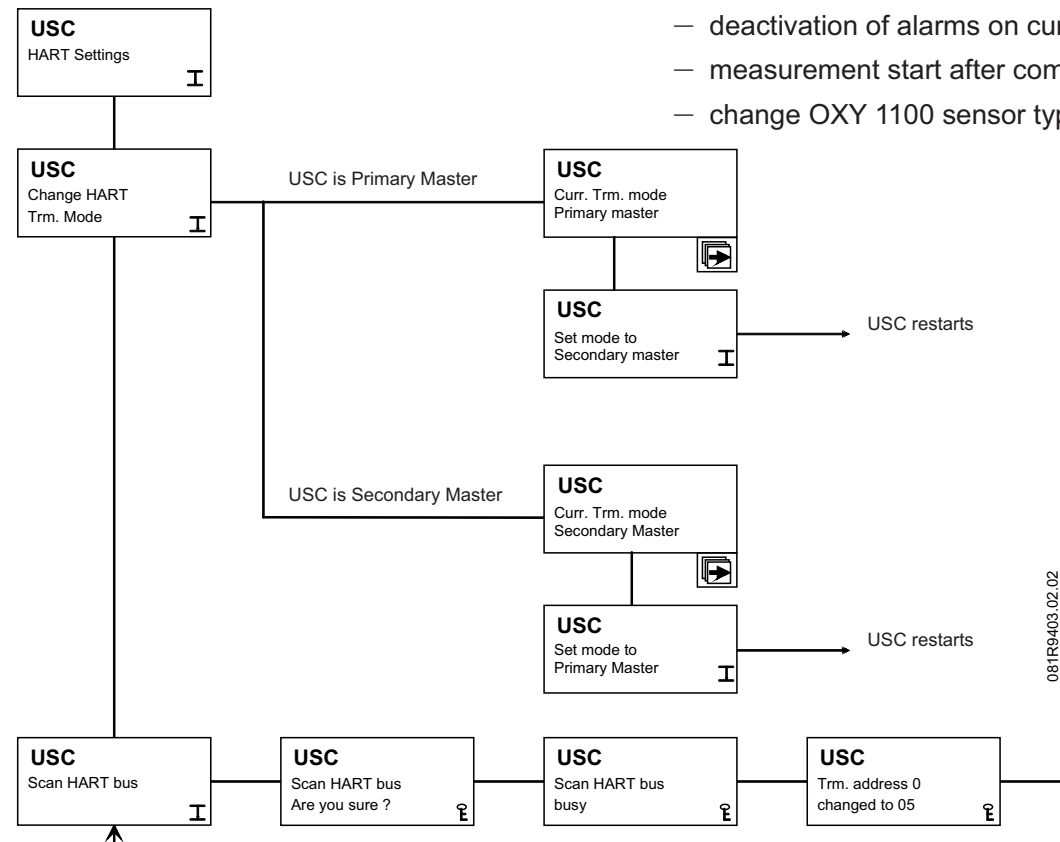 USC
HART Settings
— deactivation of alarms on cur
— measurement start after com
— change OXY 1100 sensor typ
USC
Change HART
Trm. Mode
USC is Primary Master
USC
Curr. Trm. mode
Primary master
USC
Set mode to
Secondary master
USC restarts
USC is Secondary Master
USC
Curr. Trm. mode
Secondary Master
USC
Set mode to
Primary Master
USC restarts
081R9403.02.02
USC
Scan HART bus
USC
Scan HART bus
Are you sure ?
USC
Scan HART bus
busy
USC
Trm. address 0
changed to 05